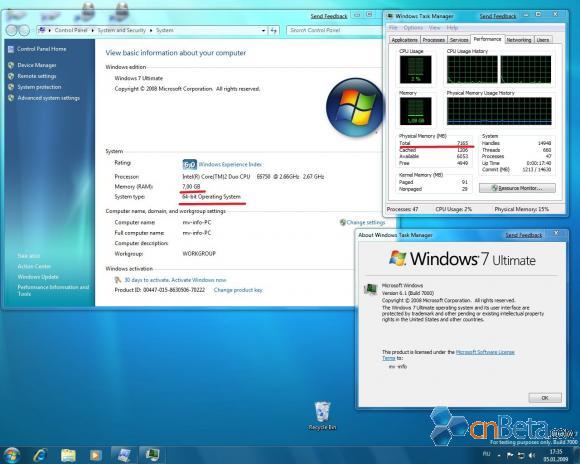 Send Feedback
Control Panel
System and Security
System
Search Control Panel
Control Panel Home
Device Manager
Remote settings
System protection
Advanced system settings
See also
Action Center
Windows Update
Performance Information and
Tools
View basic information about your computer
Windows edition
Windows 7 Ultimate
Copyright © 2008 Microsoft Corporation. All rights reserved.
System
Rating: 6,0 Windows Experience Index
Processor: Intel(R) Core(TM)2 Duo CPU E6750 @ 2.66GHz 2.67 GHz
Memory (RAM): 7,00 GB
System type: 64-bit Operating System
Computer name, domain, and workgroup settings
Computer name: mv-info-PC
Change settings
Full computer name: mv-info-PC
Computer description:
Workgroup: WORKGROUP
Windows activation
30 days to activate. Activate Windows now
Product ID: 00447-015-8630506-70222 Change product key
Windows Task Manager
Send Feedback
File Options View Help
Applications Processes Services Performance Networking Users
CPU Usage
CPU Usage History
2 %
Memory
Physical Memory Usage History
1,08 GB
Physical Memory (MB)
Total 7165
Cached 1206
Available 6053
Free 4949
Kernel Memory (MB)
Paged 91
Nonpaged 29
System
Handles 14948
Threads 660
Processes 47
Up Time 0:00:17:40
Commit (MB) 1213 / 14630
Resource Monitor...
Processes: 47 CPU Usage: 2% Physical Memory: 15%
About Windows Task Manager
Send Feedback
Windows 7 Ultimate
Microsoft Windows
Version 6.1 (Build 7000)
Copyright © 2008 Microsoft Corporation. All rights reserved.
The Windows 7 Ultimate operating system and its user interface are
protected by trademark and other pending or existing intellectual property
rights in the United States and other countries.
This product is licensed under the Microsoft Software License
Terms to:
mv-info
OK
Recycle Bin
cnBeta.com
For testing purposes only. Build 7000
RU
17:35
05.01.2009